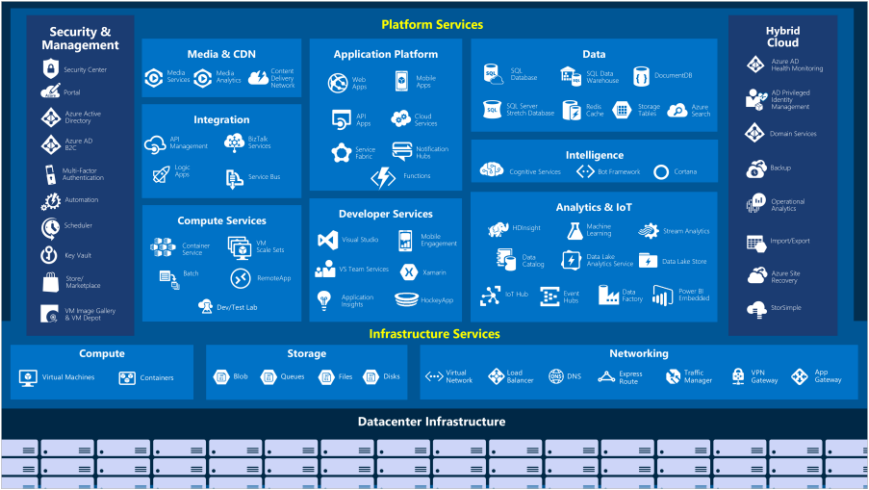 Platform Services
Security &
Management
Security Center
Portal
Azure Active
Directory
Azure AD
B2C
Multi-Factor
Authentication
Automation
Scheduler
Key Vault
Store/
Marketplace
VM Image Gallery
& VM Depot
Media & CDN
Media
Services
Media
Analytics
Content
Delivery
Network
Integration
API
Management
BizTalk
Services
Logic
Apps
Service Bus
Compute Services
Container
Service
VM
Scale Sets
Batch
RemoteApp
Dev/Test Lab
Application Platform
Web
Apps
Mobile
Apps
API
Apps
Cloud
Services
Service
Fabric
Notification
Hubs
Functions
Developer Services
Visual Studio
Mobile
Engagement
VS Team Services
Xamarin
Application
Insights
HockeyApp
Data
SQL
SQL
Database
SQL Data
Warehouse
DocumentDB
SQL
SQL Server
Stretch Database
Redis
Cache
Storage
Tables
Azure
Search
Intelligence
Cognitive Services
Bot Framework
Cortana
Analytics & IoT
HDInsight
Machine
Learning
Stream Analytics
Data
Catalog
Data Lake
Analytics Service
Data Lake Store
IoT Hub
Event
Hubs
Data
Factory
Power BI
Embedded
Hybrid
Cloud
Azure AD
Health Monitoring
AD Privileged
Identity
Management
Domain Services
Backup
Operational
Analytics
Import/Export
Azure Site
Recovery
StorSimple
Infrastructure Services
Compute
Virtual Machines
Containers
Storage
Blob
Queues
Files
Disks
Networking
Virtual
Network
Load
Balancer
DNS
DNS
Express
Route
Traffic
Manager
VPN
Gateway
App
Gateway
Datacenter Infrastructure